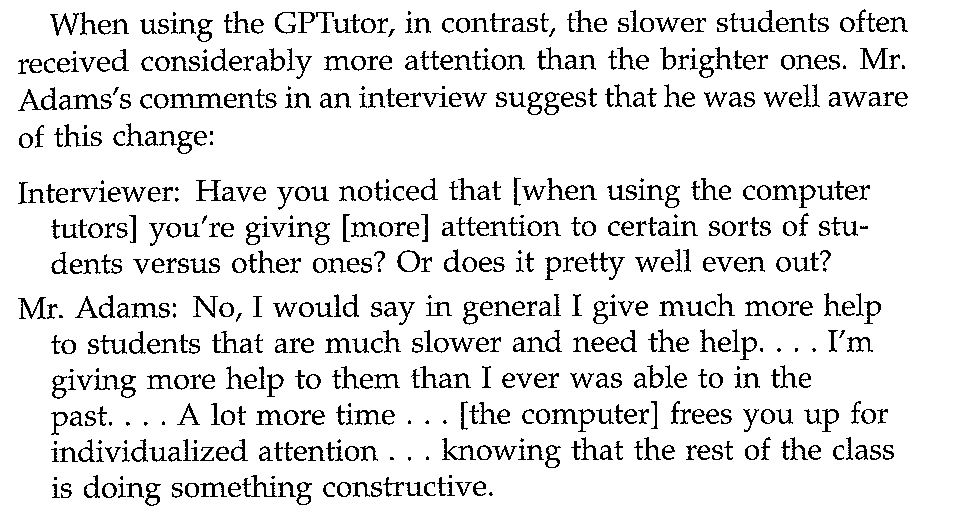 When using the GPTutor, in contrast, the slower students often
received considerably more attention than the brighter ones. Mr.
Adams's comments in an interview suggest that he was well aware
of this change:
Interviewer: Have you noticed that [when using the computer
tutors] you're giving [more] attention to certain sorts of stu-
dents versus other ones? Or does it pretty well even out?
Mr. Adams: No, I would say in general I give much more help
to students that are much slower and need the help. . . . I'm
giving more help to them than I ever was able to in the
past. . . . A lot more time . . . [the computer] frees you up for
individualized attention . . . knowing that the rest of the class
is doing something constructive.